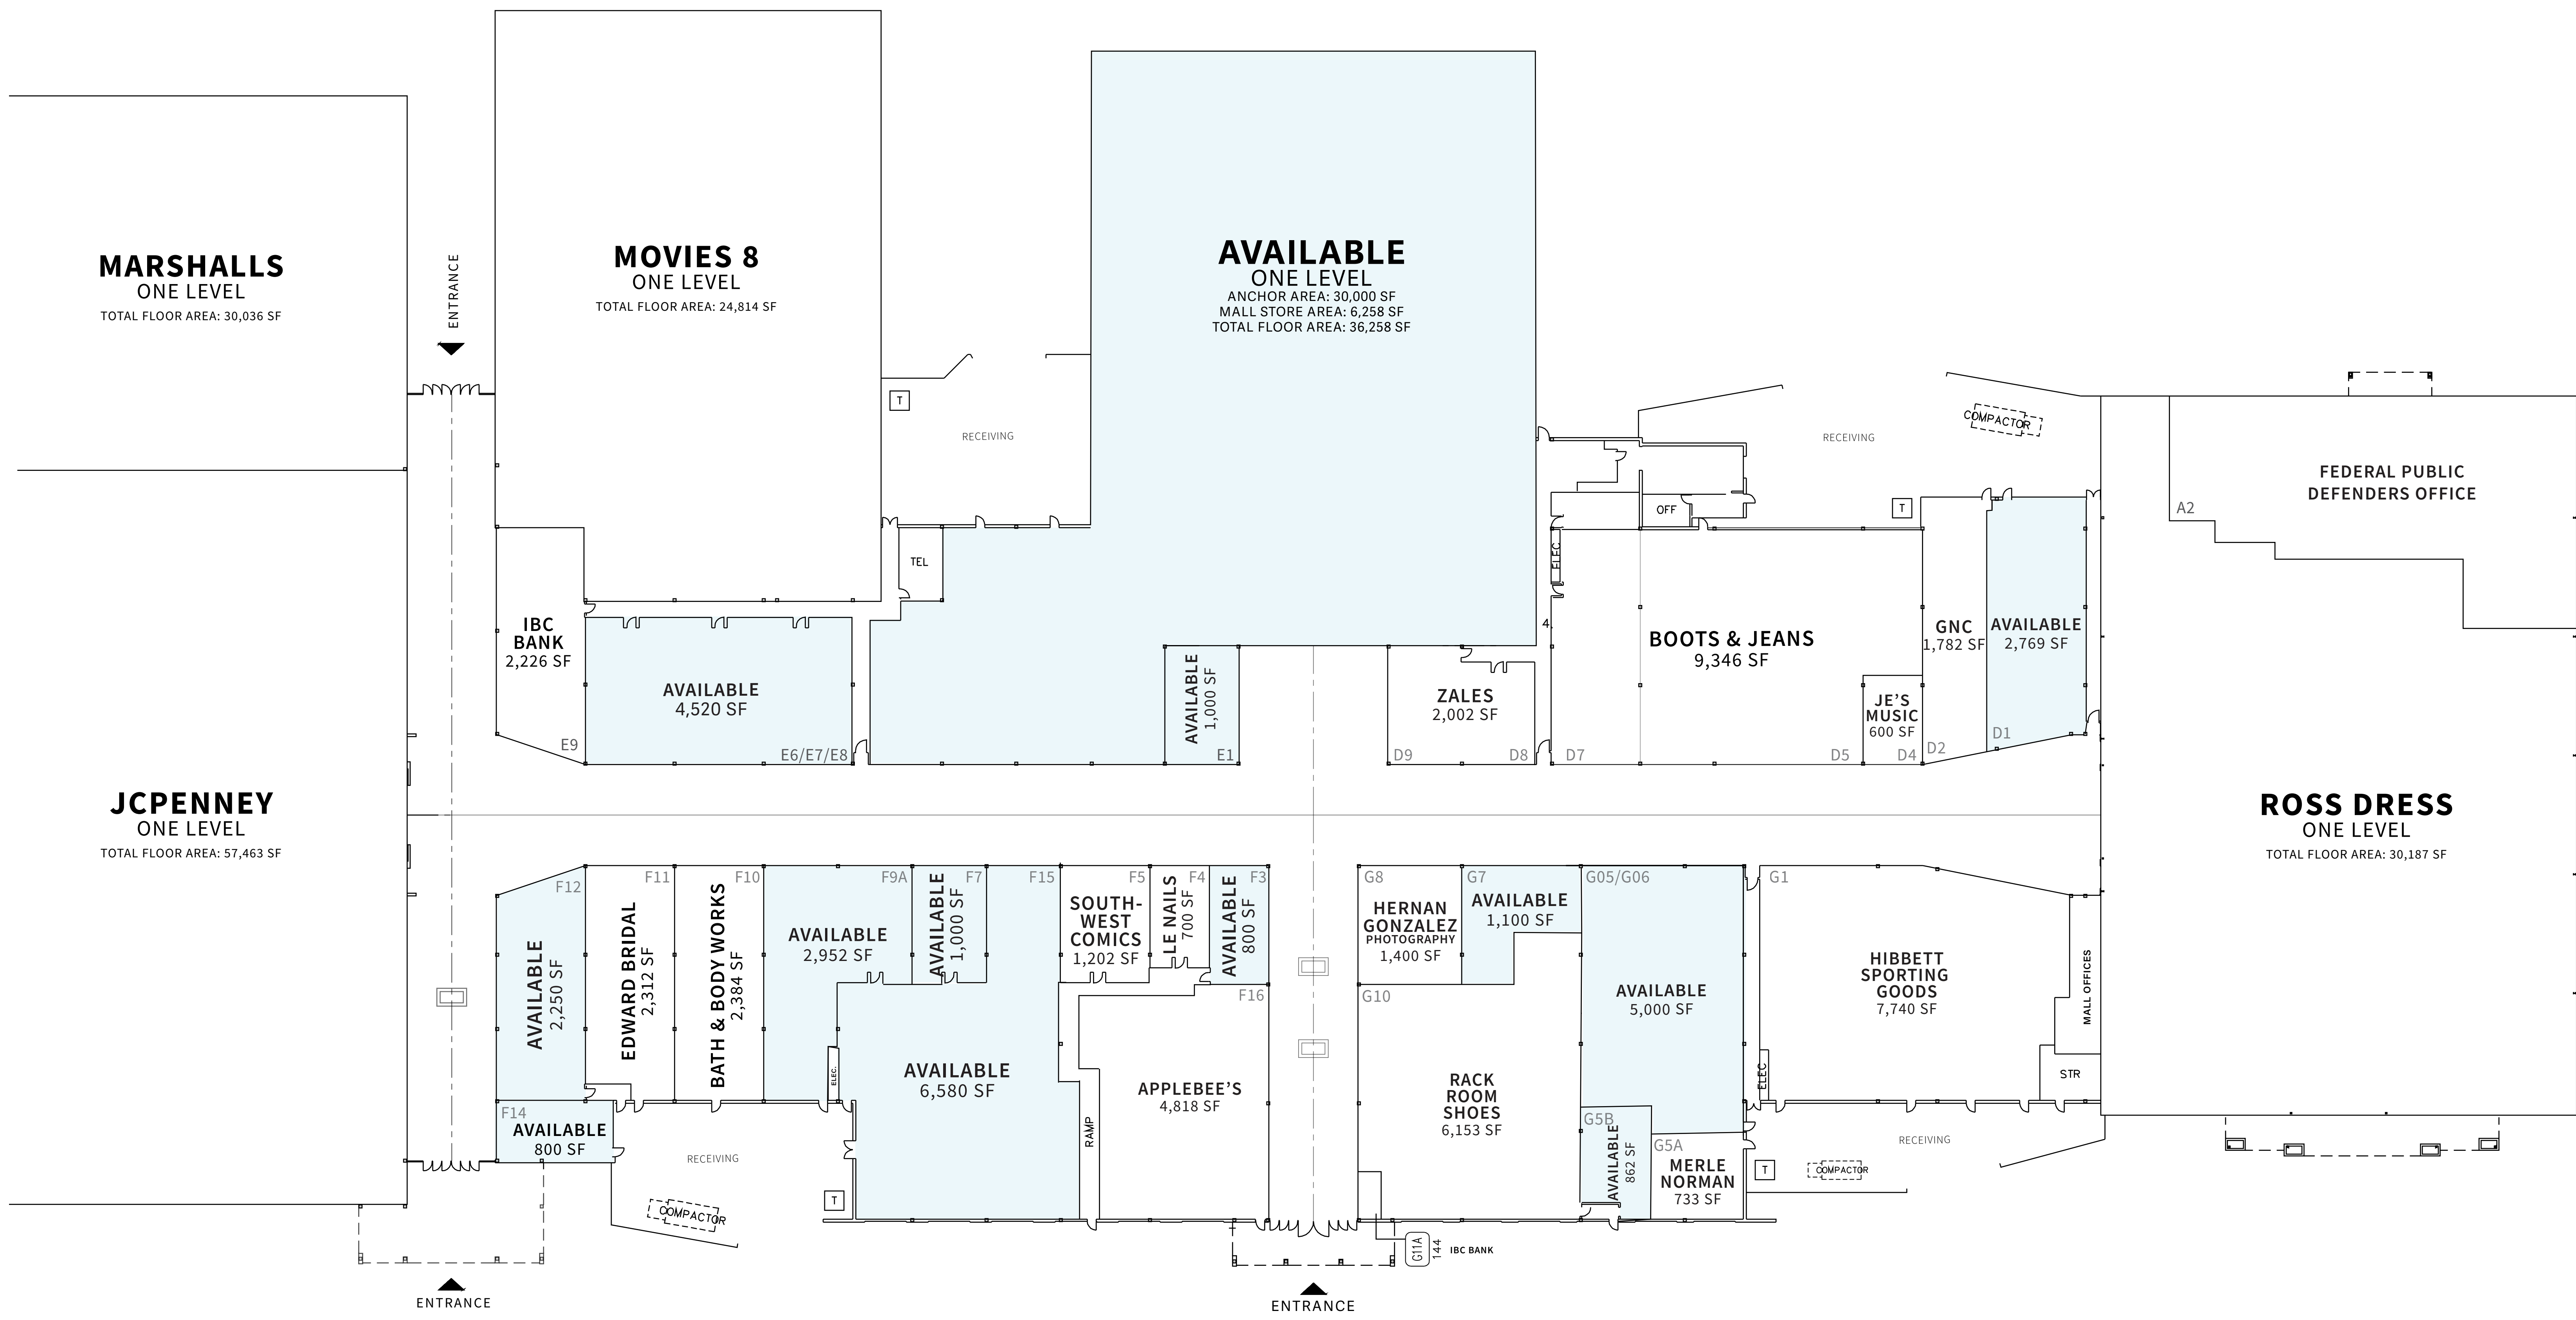 MARSHALLS
ONE LEVEL
TOTAL FLOOR AREA: 30,036 SF
ENTRANCE
MOVIES 8
ONE LEVEL
TOTAL FLOOR AREA: 24,814 SF
AVAILABLE
ONE LEVEL
ANCHOR AREA: 30,000 SF
MALL STORE AREA: 6,258 SF
TOTAL FLOOR AREA: 36,258 SF
T
RECEIVING
RECEIVING
COMPACTOR
T
OFF
ELEC
TEL
4
FEDERAL PUBLIC
DEFENDERS OFFICE
A2
IBC
BANK
2,226 SF
E9
AVAILABLE
4,520 SF
E6/E7/E8
AVAILABLE
1,000 SF
E1
ZALES
2,002 SF
D9
D8
BOOTS & JEANS
9,346 SF
D7
D5
JE'S
MUSIC
600 SF
D4
GNC
1,782 SF
D2
AVAILABLE
2,769 SF
D1
JCPENNEY
ONE LEVEL
TOTAL FLOOR AREA: 57,463 SF
ROSS DRESS
ONE LEVEL
TOTAL FLOOR AREA: 30,187 SF
F12
AVAILABLE
2,250 SF
F11
EDWARD BRIDAL
2,312 SF
F10
BATH & BODY WORKS
2,384 SF
F9A
AVAILABLE
2,952 SF
F7
AVAILABLE
1,000 SF
F15
AVAILABLE
6,580 SF
ELEC.
F5
SOUTH-
WEST
COMICS
1,202 SF
F4
LE NAILS
700 SF
F3
AVAILABLE
800 SF
F16
APPLEBEE'S
4,818 SF
RAMP
F14
AVAILABLE
800 SF
RECEIVING
COMPACTOR
T
G8
HERNAN
GONZALEZ
PHOTOGRAPHY
1,400 SF
G7
AVAILABLE
1,100 SF
G05/G06
AVAILABLE
5,000 SF
G10
RACK
ROOM
SHOES
6,153 SF
G5B
AVAILABLE
862 SF
G5A
MERLE
NORMAN
733 SF
G1
HIBBETT
SPORTING
GOODS
7,740 SF
MALL OFFICES
STR
ELEC
RECEIVING
T
COMPACTOR
G11A
144
IBC BANK
ENTRANCE
ENTRANCE